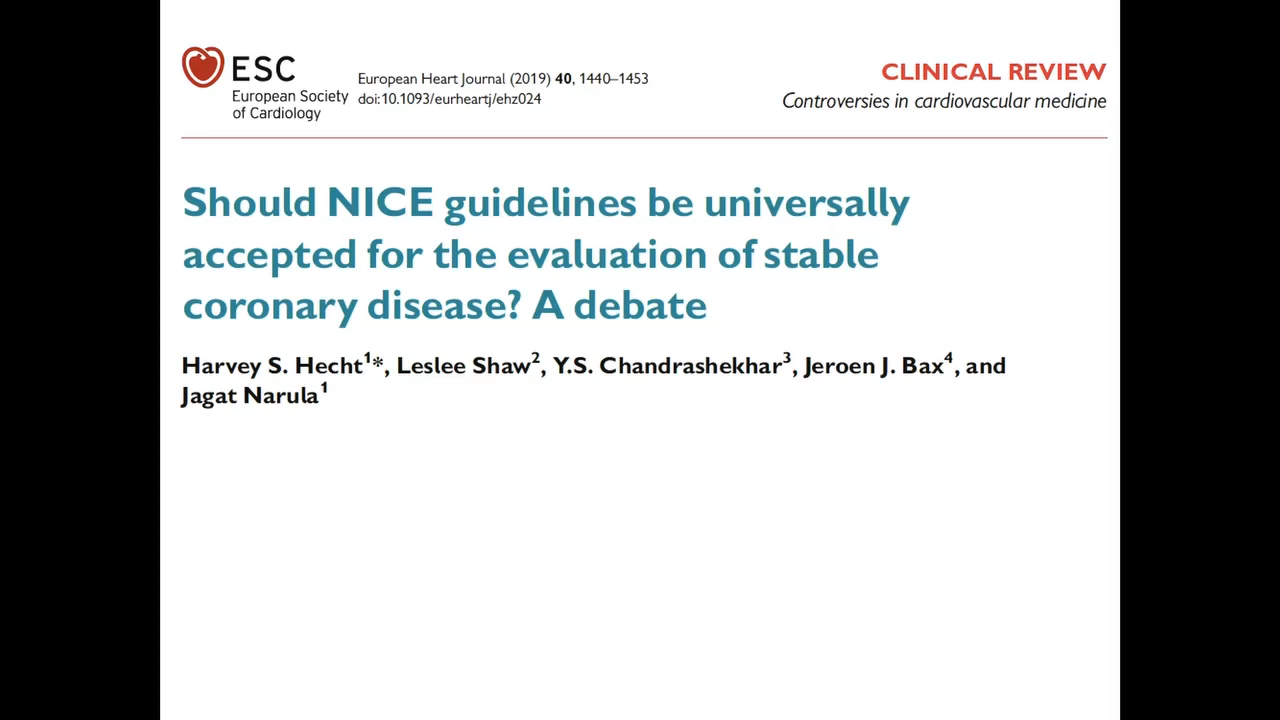 ESC
European Society
of Cardiology
European Heart Journal (2019) 40, 1440–1453
doi:10.1093/eurheartj/ehz024
CLINICAL REVIEW
Controversies in cardiovascular medicine
Should NICE guidelines be universally
accepted for the evaluation of stable
coronary disease? A debate
Harvey S. Hecht1*, Leslee Shaw2, Y.S. Chandrashekhar3, Jeroen J. Bax4, and
Jagat Narula1